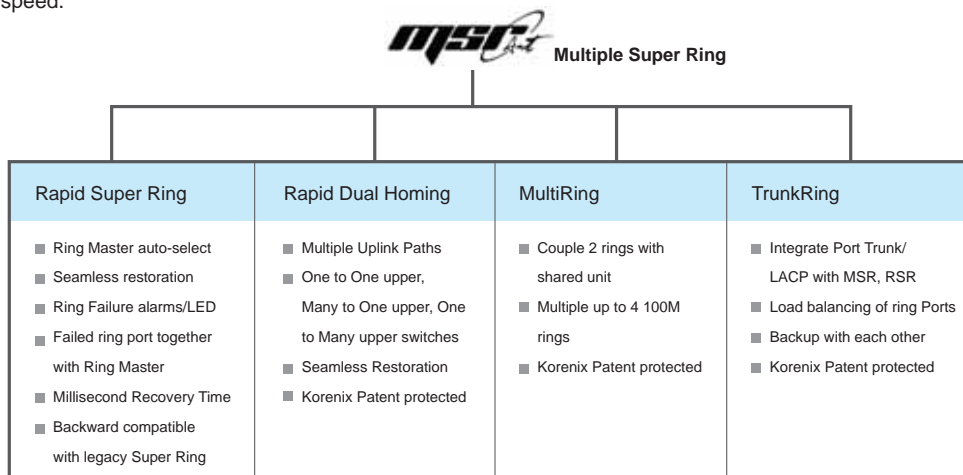 speed.
msr Art
Multiple Super Ring
Rapid Super Ring
Ring Master auto-select
Seamless restoration
Ring Failure alarms/LED
Failed ring port together
with Ring Master
Millisecond Recovery Time
Backward compatible
with legacy Super Ring
Rapid Dual Homing
Multiple Uplink Paths
One to One upper,
Many to One upper, One
to Many upper switches
Seamless Restoration
Korenix Patent protected
MultiRing
Couple 2 rings with
shared unit
Multiple up to 4 100M
rings
Korenix Patent protected
TrunkRing
Integrate Port Trunk/
LACP with MSR, RSR
Load balancing of ring Ports
Backup with each other
Korenix Patent protected